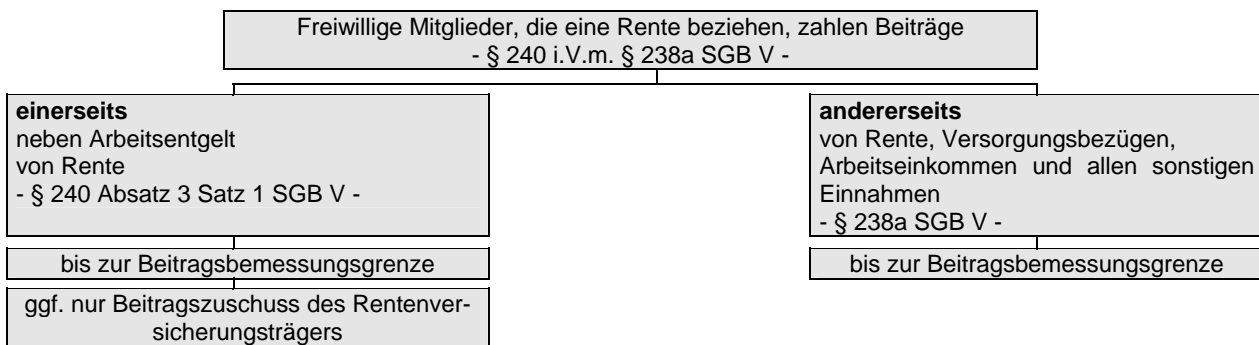 Freiwillige Mitglieder, die eine Rente beziehen, zahlen Beiträge
- § 240 i.V.m. § 238a SGB V -
einerseits
neben Arbeitsentgelt
von Rente
- § 240 Absatz 3 Satz 1 SGB V -
bis zur Beitragsbemessungsgrenze
ggf. nur Beitragszuschuss des Rentenver-
sicherungsträgers
andererseits
von Rente, Versorgungsbezügen,
Arbeitseinkommen und allen sonstigen
Einnahmen
- § 238a SGB V -
bis zur Beitragsbemessungsgrenze